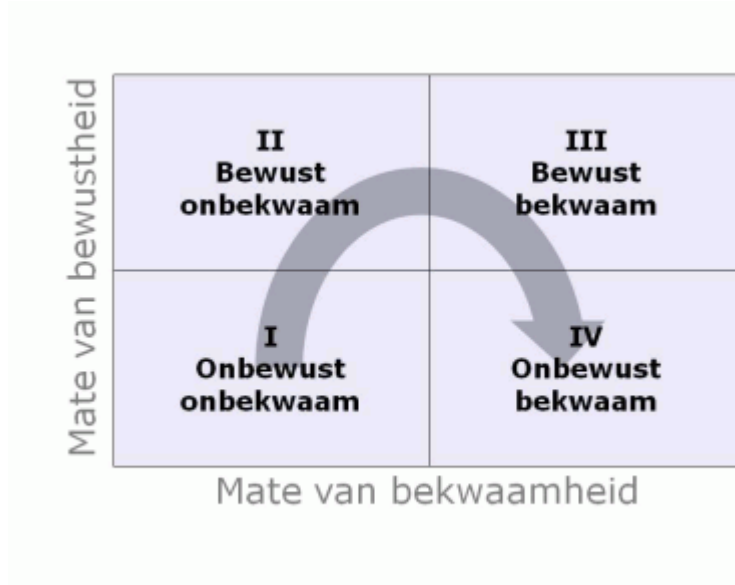 Mate van bewustheid
II
Bewust
onbekwaam
III
Bewust
bekwaam
I
Onbewust
onbekwaam
IV
Onbewust
bekwaam
Mate van bekwaamheid